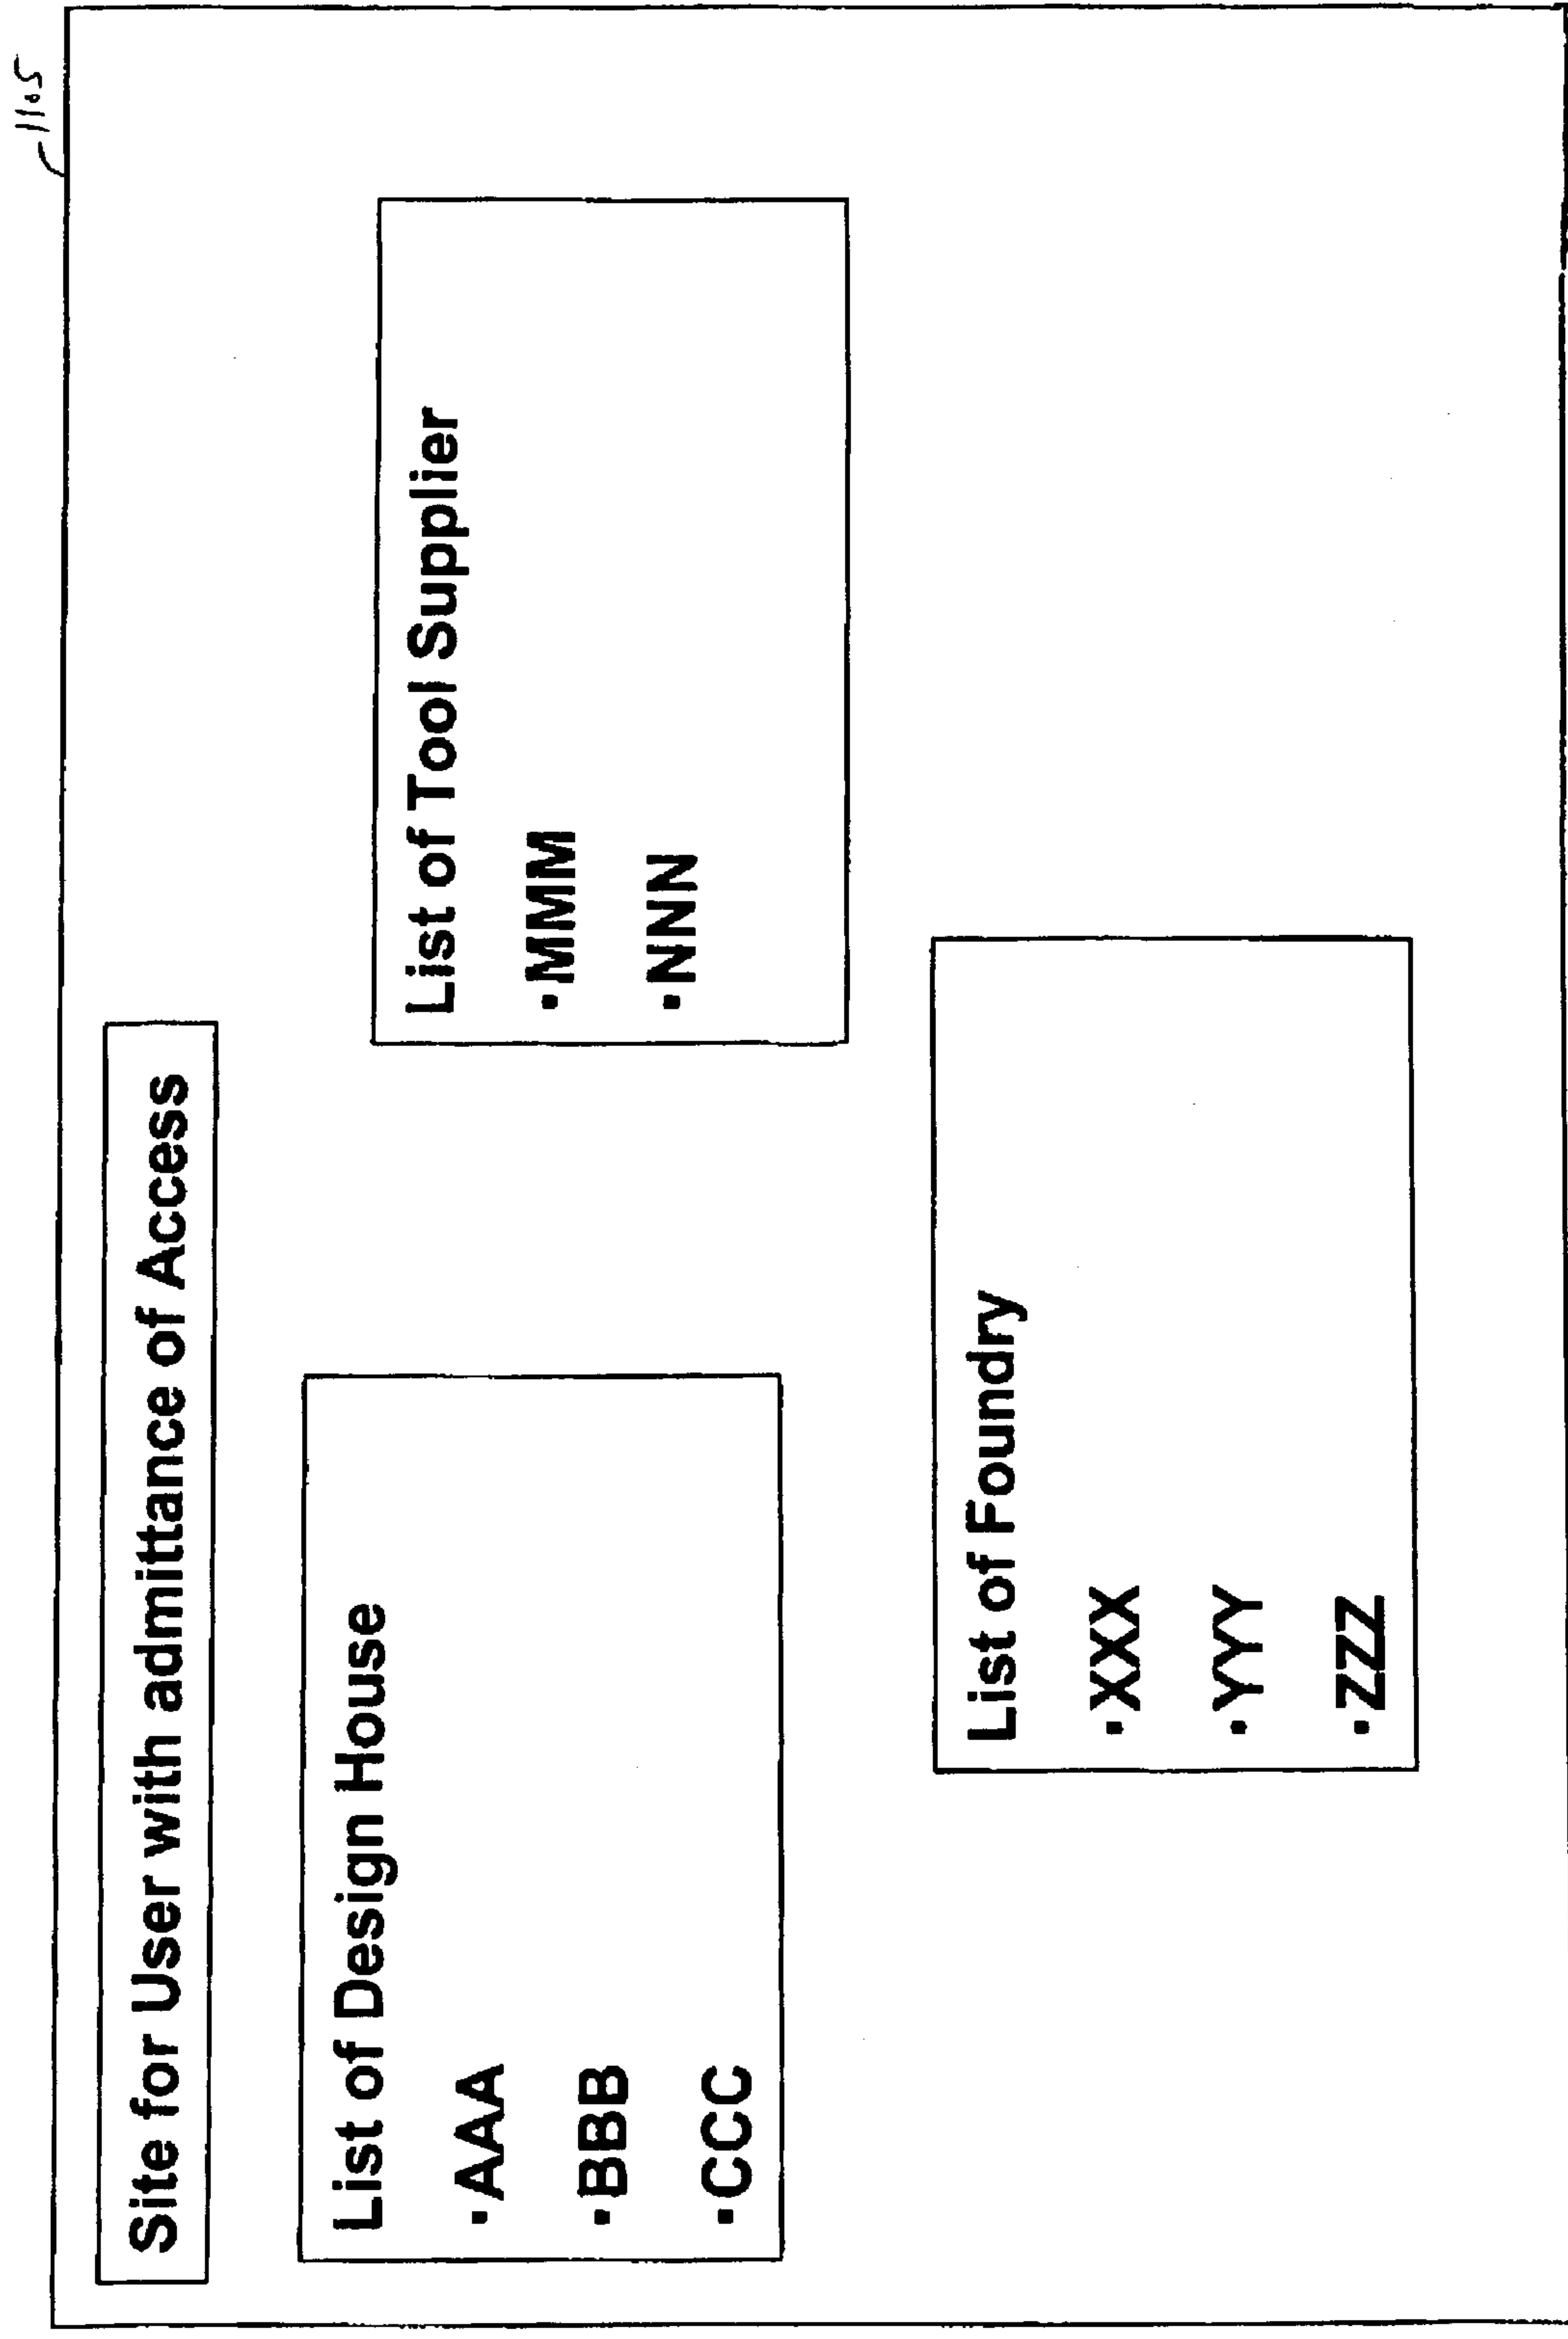 1105
Site for User with admittance of Access
List of Design House
·AAA
·BBB
·CCC
List of Tool Supplier
·MMM
·NNN
List of Foundry
·XXX
·YYY
·ZZZ